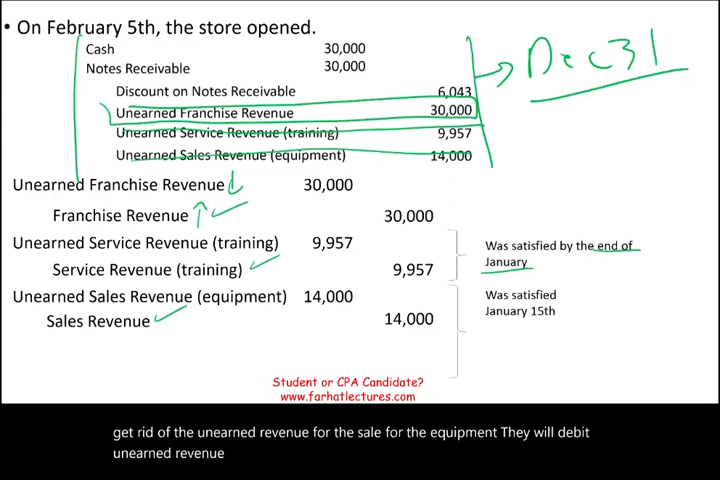 • On February 5th, the store opened.
Cash 30,000
Notes Receivable 30,000
Discount on Notes Receivable 6,043
Unearned Franchise Revenue 30,000
Unearned Service Revenue (training) 9,957
Unearned Sales Revenue (equipment) 14,000
Dec 31
Unearned Franchise Revenue 30,000
Franchise Revenue 30,000
Unearned Service Revenue (training) 9,957
Service Revenue (training) 9,957
Was satisfied by the end of
January
Unearned Sales Revenue (equipment) 14,000
Sales Revenue 14,000
Was satisfied
January 15th
Student or CPA Candidate?
www.farhatlectures.com
get rid of the unearned revenue for the sale for the equipment They will debit
unearned revenue